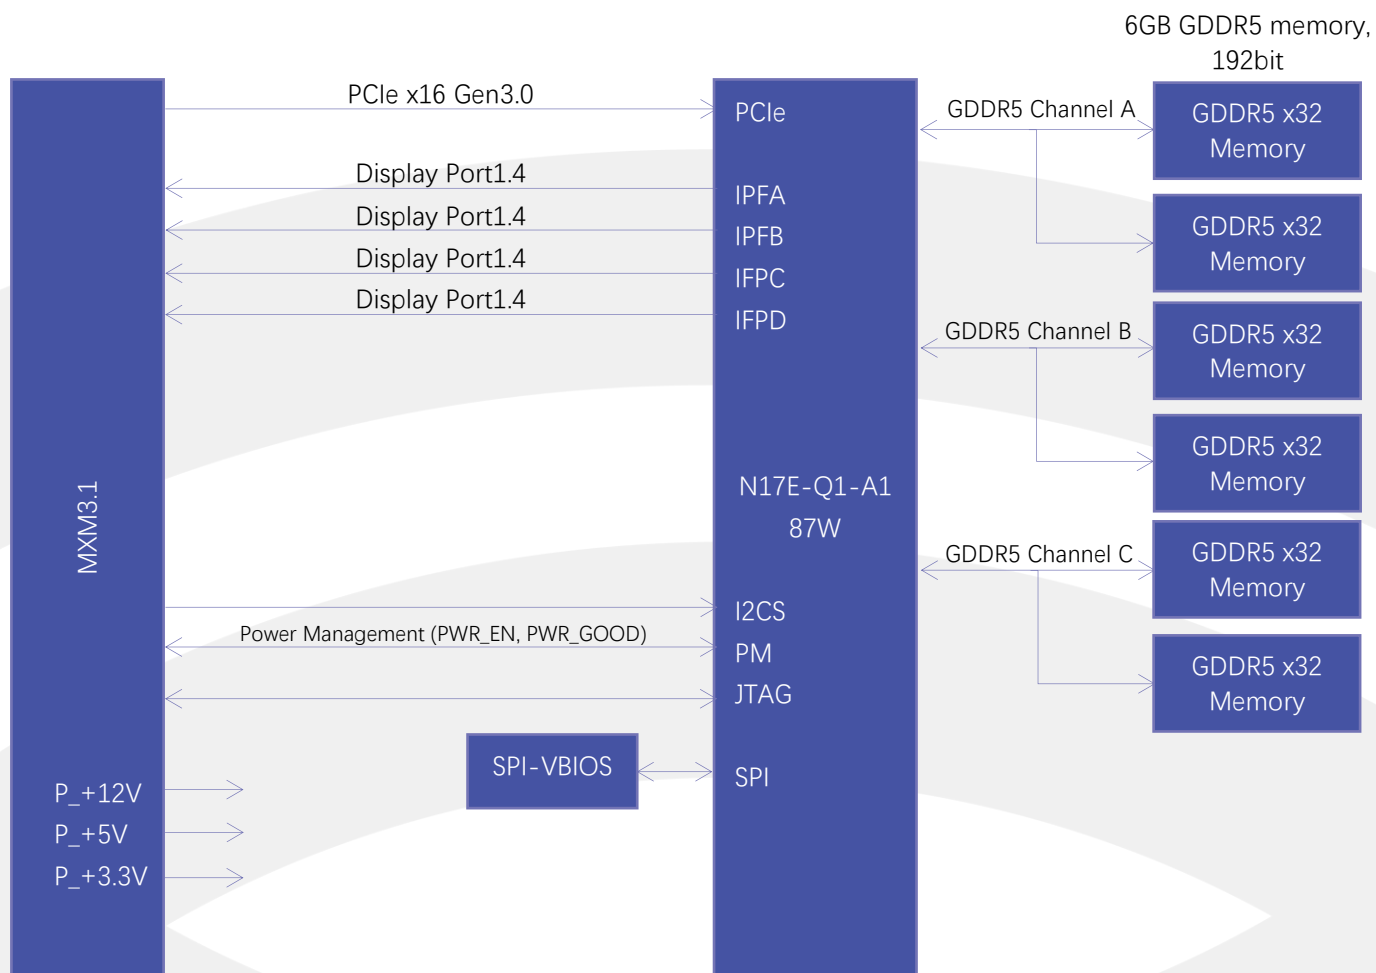 6GB GDDR5 memory,
192bit
MXM3.1
P_+12V
P_+5V
P_+3.3V
PCIe x16 Gen3.0
Display Port1.4
Display Port1.4
Display Port1.4
Display Port1.4
Power Management (PWR_EN, PWR_GOOD)
SPI-VBIOS
PCIe
IPFA
IPFB
IFPC
IFPD
N17E-Q1-A1
87W
I2CS
PM
JTAG
SPI
GDDR5 Channel A
GDDR5 x32
Memory
GDDR5 x32
Memory
GDDR5 Channel B
GDDR5 x32
Memory
GDDR5 x32
Memory
GDDR5 Channel C
GDDR5 x32
Memory
GDDR5 x32
Memory